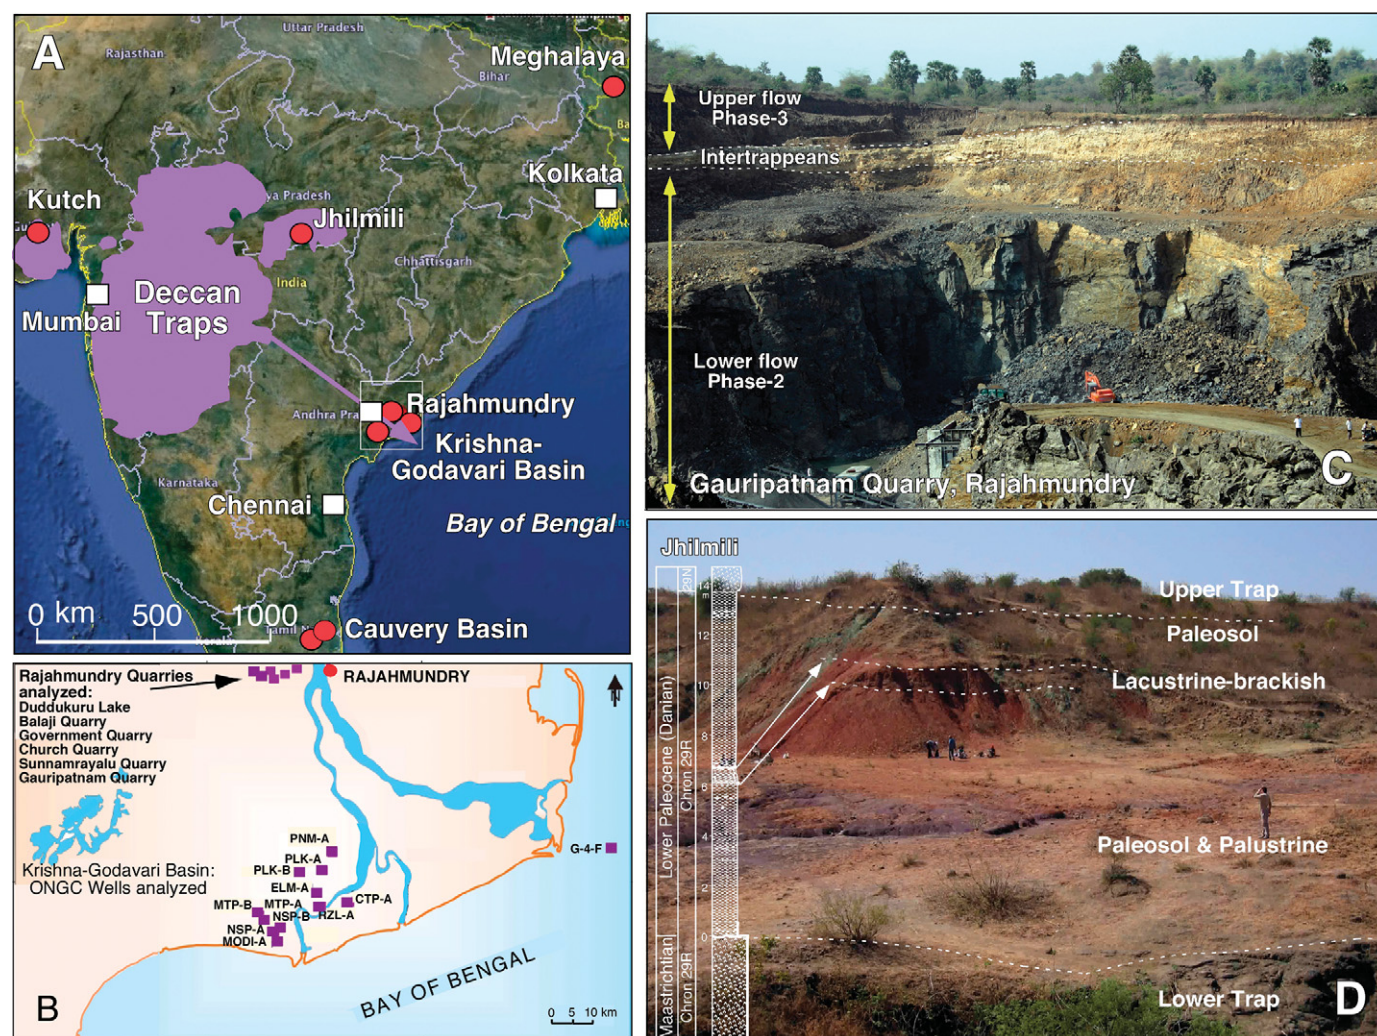 A
Uttar Pradesh
Rajasthan
Meghalaya
Bihar
Kolkata
Kutch
ya Pradesh
Jhilmili
Chhattisgarh
India
Deccan
Traps
Mumbai
Andhra Pra
Rajahmundry
Krishna-
Godavari Basin
Karnataka
Chennai
Bay of Bengal
0 km 500 1000
Tamil N
Cauvery Basin
B
Rajahmundry Quarries
analyzed:
Duddukuru Lake
Balaji Quarry
Government Quarry
Church Quarry
Sunnamrayalu Quarry
Gauripatnam Quarry
RAJAHMUNDRY
N
Krishna-Godavari Basin:
ONGC Wells analyzed
PNM-A
PLK-A
PLK-B
ELM-A
MTP-B
MTP-A
NSP-B
RZL-A
CTP-A
NSP-A
MODI-A
G-4-F
BAY OF BENGAL
0 5 10 km
C
Upper flow
Phase-3
Intertrappeans
Lower flow
Phase-2
Gauripatnam Quarry, Rajahmundry
D
Jhilmili
Lower Paleocene (Danian)
Chron 29R
29N
Maastrichtian
Chron 29R
14
m
12
10
8
6
4
2
0
Upper Trap
Paleosol
Lacustrine-brackish
Paleosol & Palustrine
Lower Trap